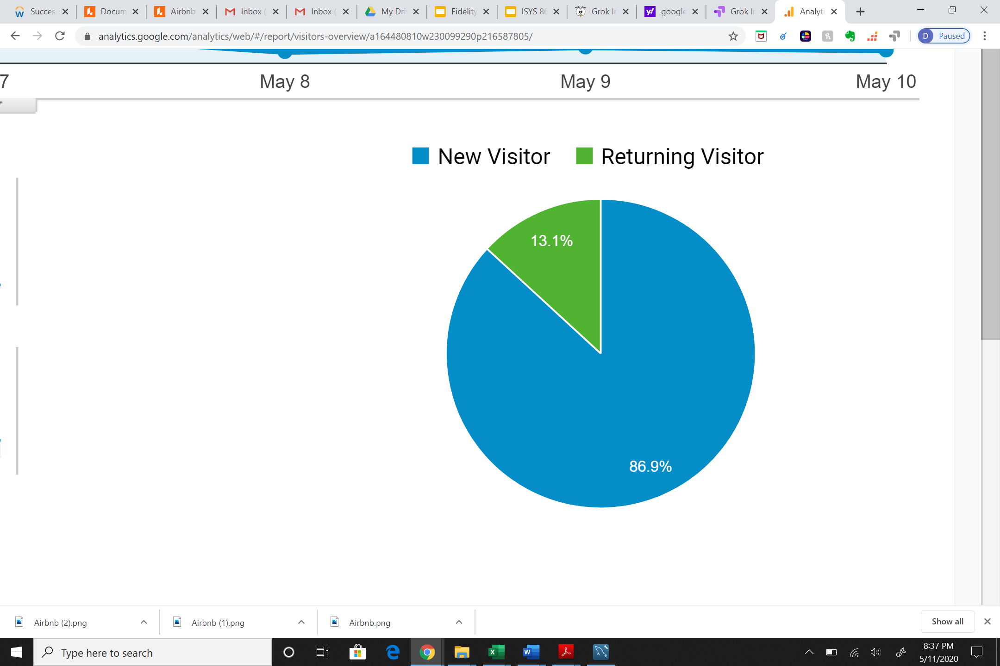 Succes
Docum
Airbnb
Inbox (
Inbox (
My Dri
Fidelity
ISYS 86
Grok Ir
google
Grok Ir
Analyti
analytics.google.com/analytics/web/#/report/visitors-overview/a164480810w230099290p216587805/
D Paused
7 May 8 May 9 May 10
New Visitor Returning Visitor
13.1%
86.9%
Airbnb (2).png Airbnb (1).png Airbnb.png Show all
Type here to search
8:37 PM
5/11/2020